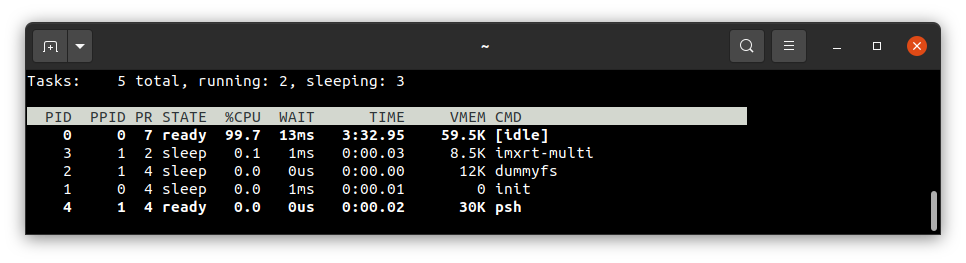 ~
Tasks:    5 total, running: 2, sleeping: 3
PID  PPID PR STATE  %CPU  WAIT      TIME     VMEM CMD
0     0  7 ready  99.7  13ms   3:32.95    59.5K [idle]
3     1  2 sleep   0.1   1ms   0:00.03     8.5K imxrt-multi
2     1  4 sleep   0.0   0us   0:00.00      12K dummyfs
1     0  4 sleep   0.0   1ms   0:00.01        0 init
4     1  4 ready   0.0   0us   0:00.02      30K psh